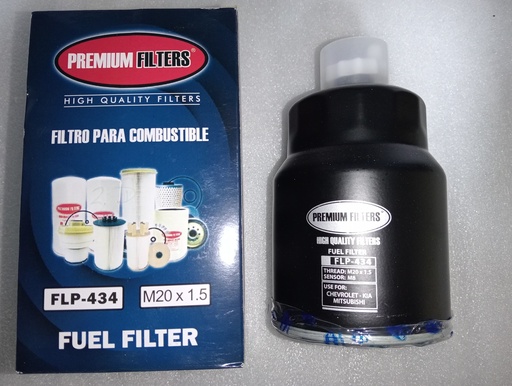 PREMIUM FILTERS®
HIGH QUALITY FILTERS
FILTRO PARA COMBUSTIBLE
FLP-434
M20 x 1.5
FUEL FILTER
PREMIUM FILTERS
HIGH QUALITY FILTERS
FUEL FILTER
FLP-434
THREAD: M20 x 1.5
SENSOR: M8
USE FOR:
CHEVROLET - KIA
MITSUBISHI